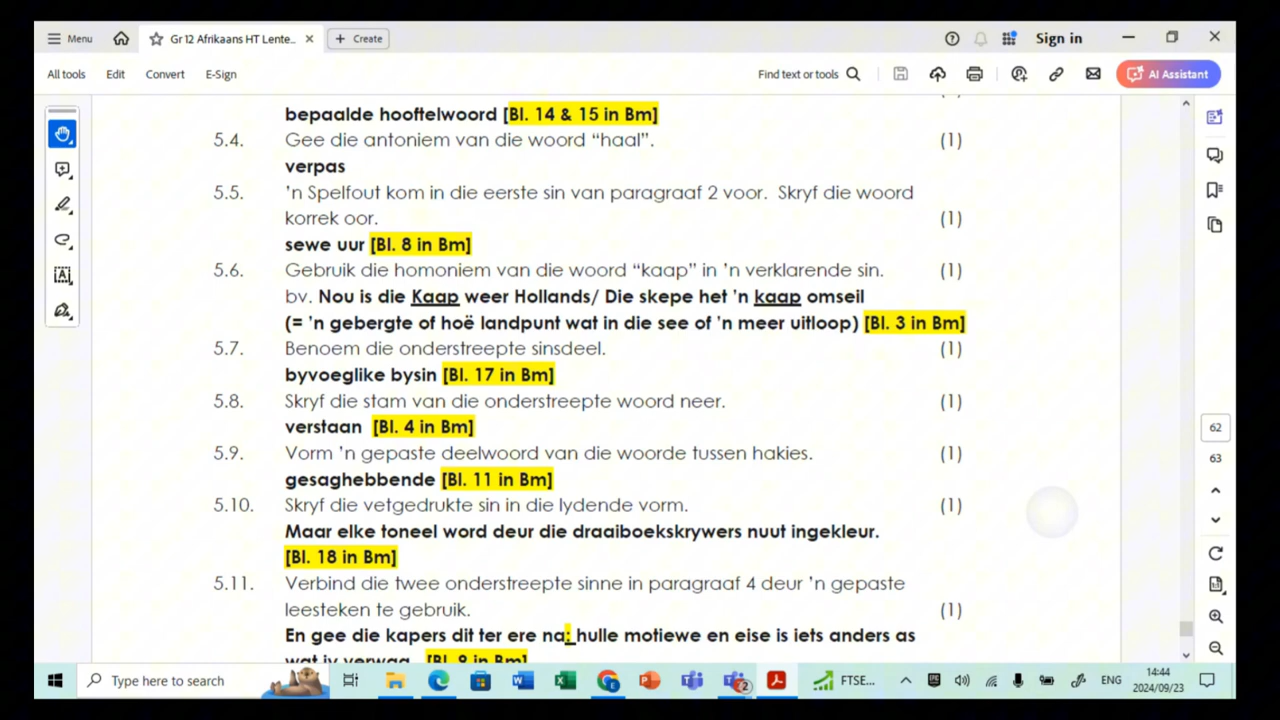 Menu
Gr 12 Afrikaans HT Lente...
Create
Sign in
All tools
Edit
Convert
E-Sign
Find text or tools
AI Assistant
bepaalde hooftelwoord [Bl. 14 & 15 in Bm]
5.4. Gee die antoniem van die woord “haal”. (1)
verpas
5.5. ’n Spelfout kom in die eerste sin van paragraaf 2 voor. Skryf die woord
korrek oor. (1)
sewe uur [Bl. 8 in Bm]
5.6. Gebruik die homoniem van die woord “kaap” in ’n verklarende sin. (1)
bv. Nou is die Kaap weer Hollands/ Die skepe het ’n kaap omseil
(= ’n gebergte of hoë landpunt wat in die see of ’n meer uitloop) [Bl. 3 in Bm]
5.7. Benoem die onderstreepte sinsdeel. (1)
byvoeglike bysin [Bl. 17 in Bm]
5.8. Skryf die stam van die onderstreepte woord neer. (1)
verstaan [Bl. 4 in Bm]
5.9. Vorm ’n gepaste deelwoord van die woorde tussen hakies. (1)
gesaghebbende [Bl. 11 in Bm]
5.10. Skryf die vetgedrukte sin in die lydende vorm. (1)
Maar elke toneel word deur die draaiboekskrywers nuut ingekleur.
[Bl. 18 in Bm]
5.11. Verbind die twee onderstreepte sinne in paragraaf 4 deur ’n gepaste
leesteken te gebruik. (1)
En gee die kapers dit ter ere na: hulle motiewe en eise is iets anders as
wat jy verwag
62
63
Type here to search
2
FTSE...
ENG
14:44
2024/09/23